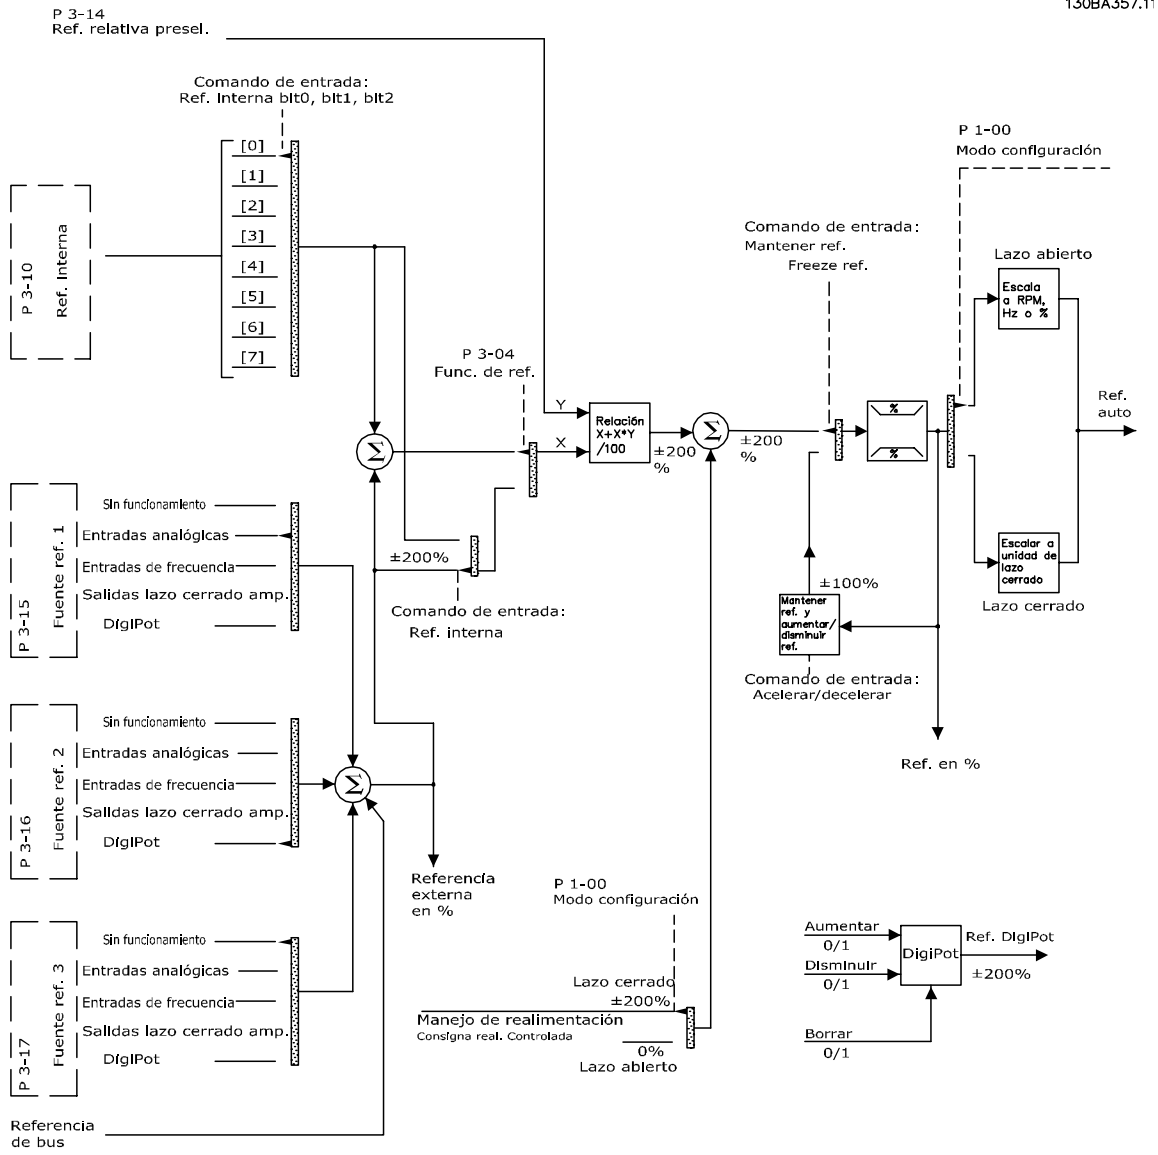 130BA357.11
P 3-14
Ref. relativa presel.
Comando de entrada:
Ref. Interna bit0, bit1, bit2
[0]
[1]
[2]
[3]
[4]
[5]
[6]
[7]
P 3-10
Ref. Interna
P 1-00
Modo configuración
Comando de entrada:
Mantener ref.
Freeze ref.
Lazo abierto
Escala
a RPM,
Hz o %
P 3-04
Func. de ref.
Y
X
Relación
X+X*Y
/100
±200
%
Σ
±200
%
%
%
Ref.
auto
Σ
P 3-15
Fuente ref. 1
Sin funcionamiento
Entradas analógicas
Entradas de frecuencia
Salidas lazo cerrado amp.
DigiPot
±200%
Comando de entrada:
Ref. interna
±100%
Mantener
ref. y
aumentar/
disminuir
ref.
Comando de entrada:
Acelerar/decelerar
Escalar a
unidad de
lazo
cerrado
Lazo cerrado
Ref. en %
P 3-16
Fuente ref. 2
Sin funcionamiento
Entradas analógicas
Entradas de frecuencia
Salidas lazo cerrado amp.
DigiPot
Σ
Referencia
externa
en %
P 1-00
Modo configuración
Lazo cerrado
±200%
Manejo de realimentación
Consigna real. Controlada
0%
Lazo abierto
Aumentar
0/1
Disminuir
0/1
DigiPot
Ref. DigiPot
±200%
Borrar
0/1
P 3-17
Fuente ref. 3
Sin funcionamiento
Entradas analógicas
Entradas de frecuencia
Salidas lazo cerrado amp.
DigiPot
Referencia
de bus